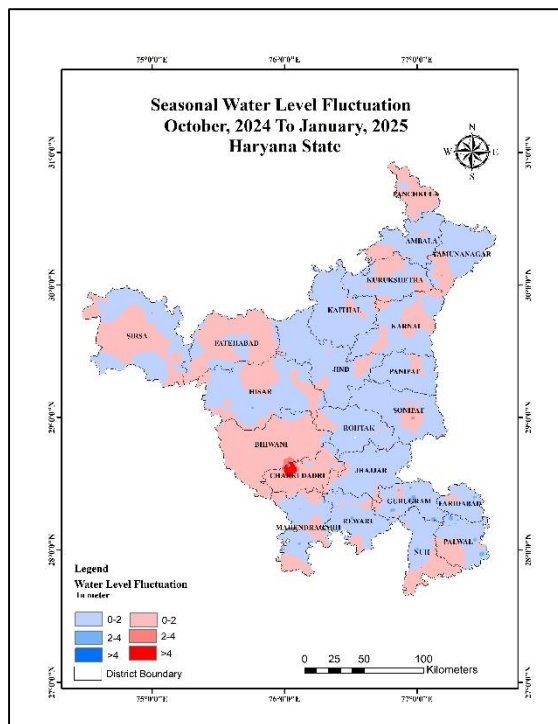 Seasonal Water Level Fluctuation
October, 2024 To January, 2025
Haryana State
75°0'0"E 76°0'0"E 77°0'0"E
N
W E
S
31°0'0"N 31°0'0"N
PANCHKULA
AMBALA
YAMUNANAGAR
KURUKSHETRA
30°0'0"N 30°0'0"N
KAITHAL
KARNAL
SIRSA
FATEHABAD
JIND
PANIPAT
HISAR
SONIPAT
29°0'0"N 29°0'0"N
ROHTAK
BHIWANI
CHARKI DADRI
JHAJJAR
GURUGRAM
FARIDABAD
MAHENDRAGARH
REWARI
PALWAL
NUH
28°0'0"N 28°0'0"N
Legend
Water Level Fluctuation
In meter
0-2 0-2
2-4 2-4
>4 >4
District Boundary
0 25 50 100
Kilometers
27°0'0"N 27°0'0"N
75°0'0"E 76°0'0"E 77°0'0"E